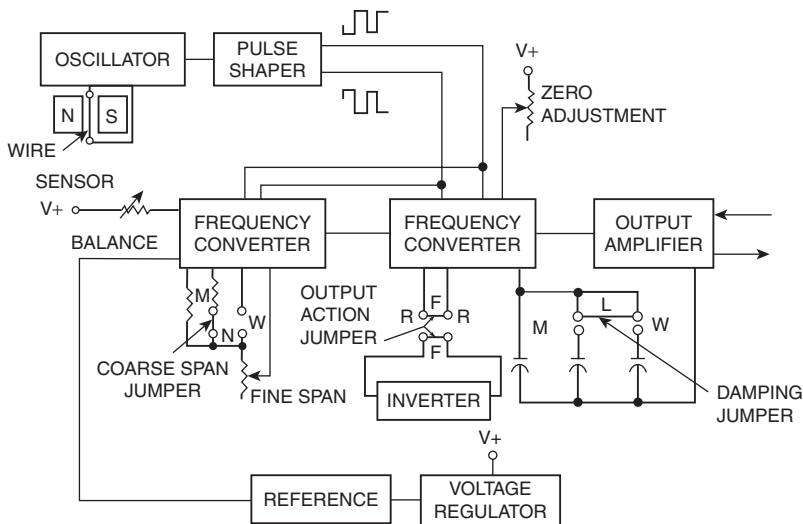 OSCILLATOR
PULSE
SHAPER
V+
ZERO
ADJUSTMENT
N
S
WIRE
SENSOR
V+
BALANCE
FREQUENCY
CONVERTER
FREQUENCY
CONVERTER
OUTPUT
AMPLIFIER
M
W
N
COARSE SPAN
JUMPER
FINE SPAN
OUTPUT
ACTION
JUMPER
R
F
R
F
INVERTER
M
L
W
DAMPING
JUMPER
V+
REFERENCE
VOLTAGE
REGULATOR